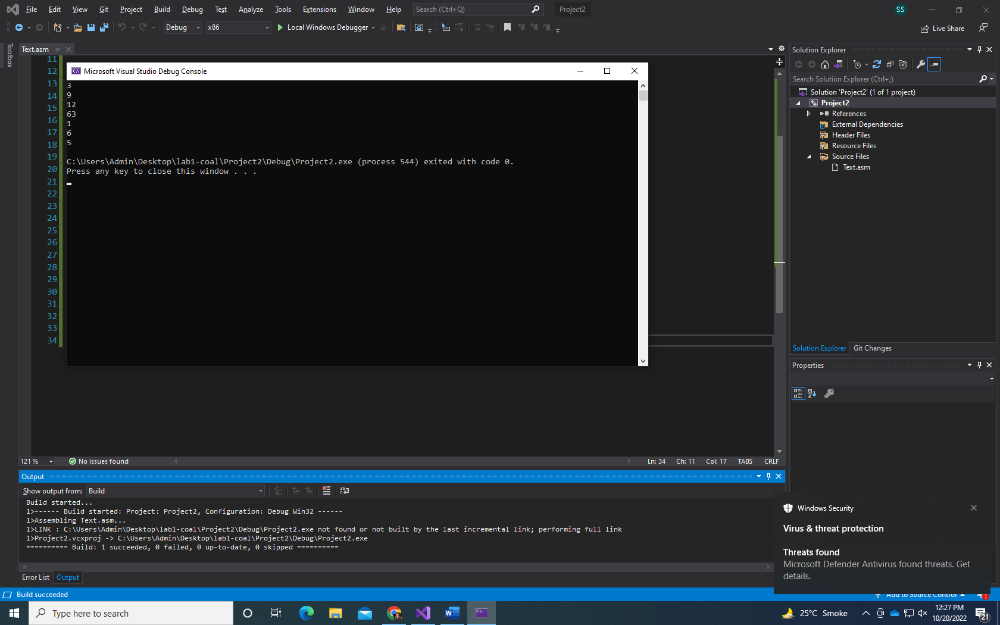 File Edit View Git Project Build Debug Test Analyze Tools Extensions Window Help Search (Ctrl+Q) Project2 SS
Debug x86 Local Windows Debugger Live Share
Toolbox
Text.asm
11
12
13
14
15
16
17
18
19
20
21
22
23
24
25
26
27
28
29
30
31
32
33
34
Microsoft Visual Studio Debug Console
3
9
12
63
1
6
5
C:\Users\Admin\Desktop\lab1-coal\Project2\Debug\Project2.exe (process 544) exited with code 0.
Press any key to close this window . . .
121 % No issues found Ln: 34 Ch: 11 Col: 17 TABS CRLF
Solution Explorer
Search Solution Explorer (Ctrl+;)
Solution 'Project2' (1 of 1 project)
Project2
References
External Dependencies
Header Files
Resource Files
Source Files
Text.asm
Solution Explorer Git Changes
Properties
Output
Show output from: Build
Build started...
1>------ Build started: Project: Project2, Configuration: Debug Win32 ------
1>Assembling Text.asm...
1>LINK : C:\Users\Admin\Desktop\lab1-coal\Project2\Debug\Project2.exe not found or not built by the last incremental link; performing full link
1>Project2.vcxproj -> C:\Users\Admin\Desktop\lab1-coal\Project2\Debug\Project2.exe
========== Build: 1 succeeded, 0 failed, 0 up-to-date, 0 skipped ==========
Error List Output
Windows Security
Virus & threat protection
Threats found
Microsoft Defender Antivirus found threats. Get
details.
Build succeeded Add to Source Control 1
Type here to search 25°C Smoke 12:27 PM
10/20/2022 21